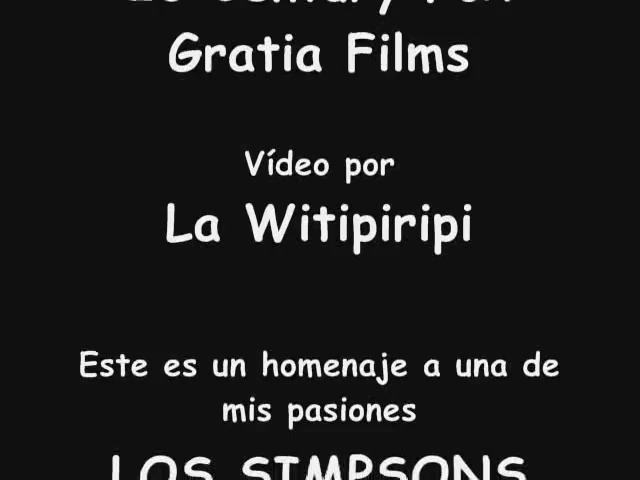 Gratia Films
Vídeo por
La Witipiripi
Este es un homenaje a una de
mis pasiones
LOS SIMPSONS